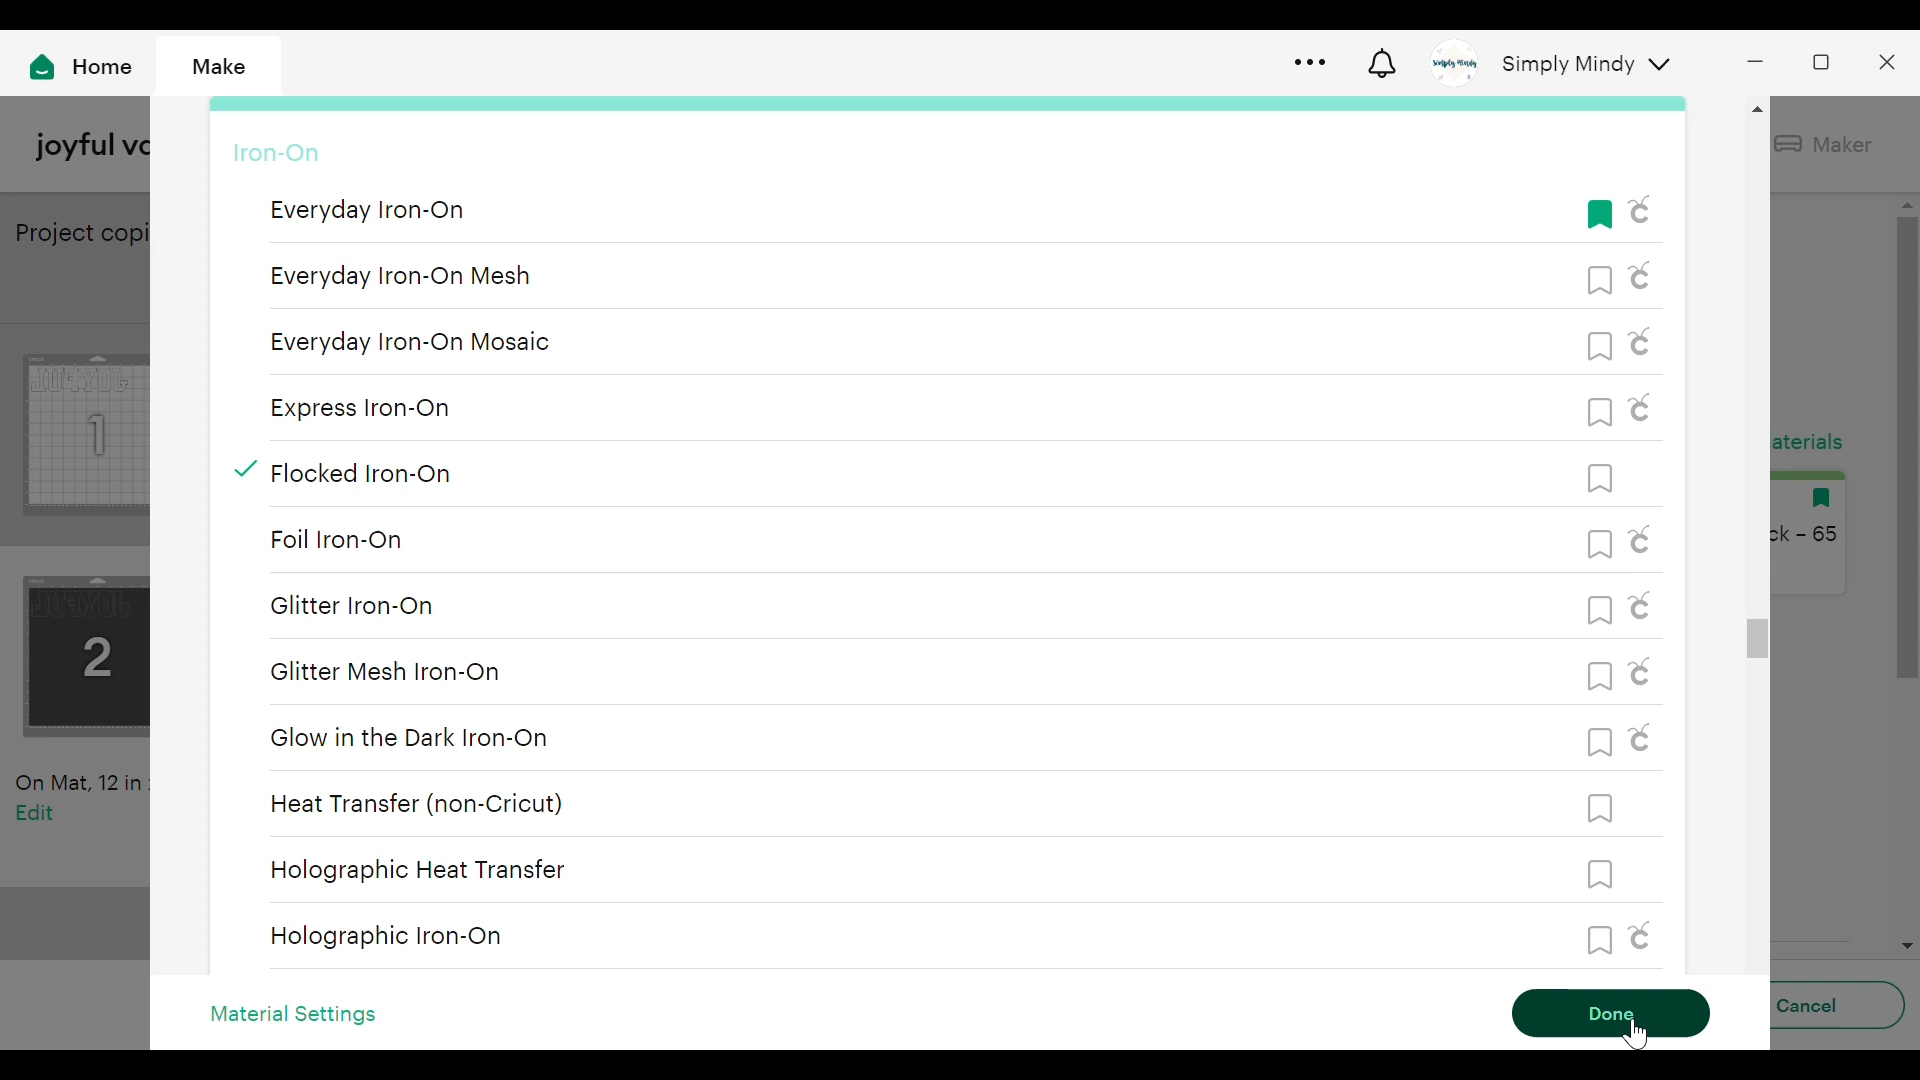 Home
Make
Simply Mindy
Simply Mindy
joyful va
Maker
Project copi
Iron-On
Everyday Iron-On
Everyday Iron-On Mesh
Everyday Iron-On Mosaic
Express Iron-On
Flocked Iron-On
Foil Iron-On
Glitter Iron-On
Glitter Mesh Iron-On
Glow in the Dark Iron-On
Heat Transfer (non-Cricut)
Holographic Heat Transfer
Holographic Iron-On
1
2
On Mat, 12 in
Edit
aterials
ck – 65
Material Settings
Done
Cancel